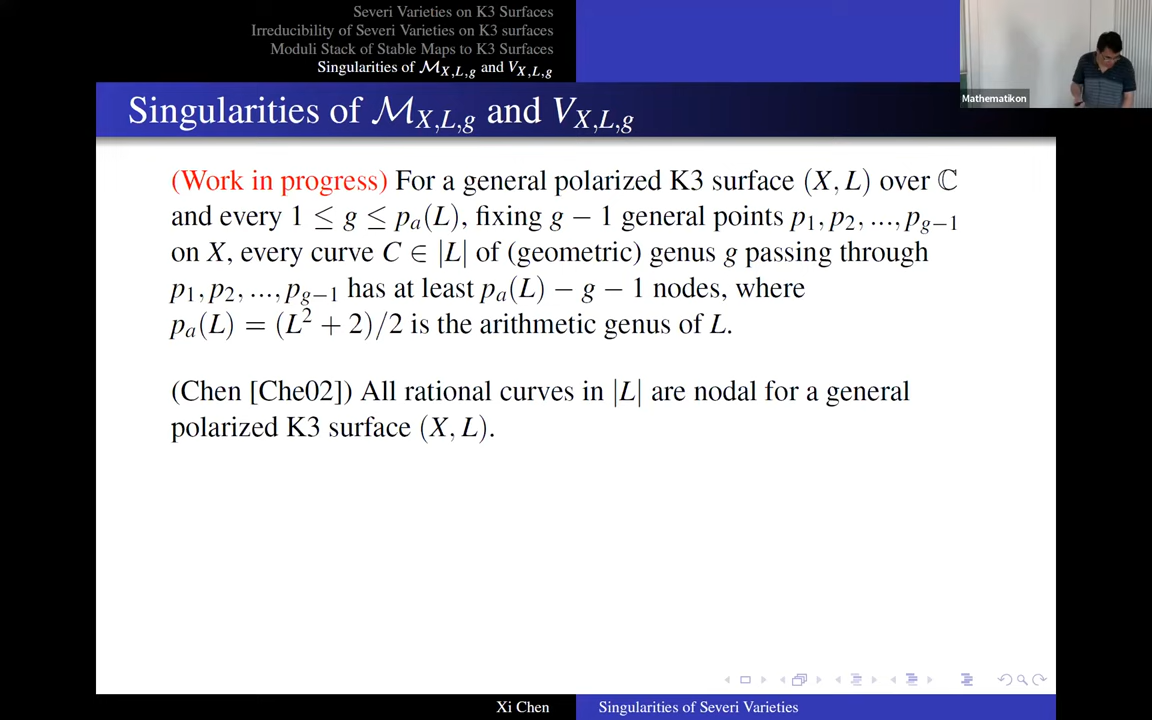 Severi Varieties on K3 Surfaces
Irreducibility of Severi Varieties on K3 surfaces
Moduli Stack of Stable Maps to K3 Surfaces
Singularities of $\mathcal{M}_{X,L,g}$ and $V_{X,L,g}$
Mathematikon
Singularities of $\mathcal{M}_{X,L,g}$ and $V_{X,L,g}$
(Work in progress) For a general polarized K3 surface $(X, L)$ over $\mathbb{C}$
and every $1 \leq g \leq p_a(L)$, fixing $g - 1$ general points $p_1, p_2, ..., p_{g-1}$
on $X$, every curve $C \in |L|$ of (geometric) genus $g$ passing through
$p_1, p_2, ..., p_{g-1}$ has at least $p_a(L) - g - 1$ nodes, where
$p_a(L) = (L^2 + 2)/2$ is the arithmetic genus of $L$.
(Chen [Che02]) All rational curves in $|L|$ are nodal for a general
polarized K3 surface $(X, L)$.
Xi Chen
Singularities of Severi Varieties